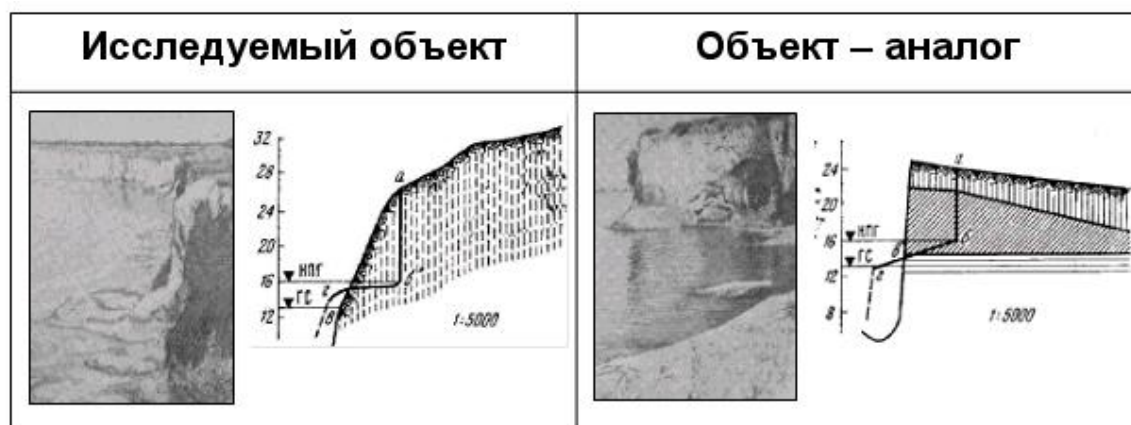 Исследуемый объект
Объект – аналог
32
28
24
20
16
12
НПГ
ГС
а
б
г
в
1:5000
24
20
16
12
8
НПГ
ГС
а
б
в
г
1:5000